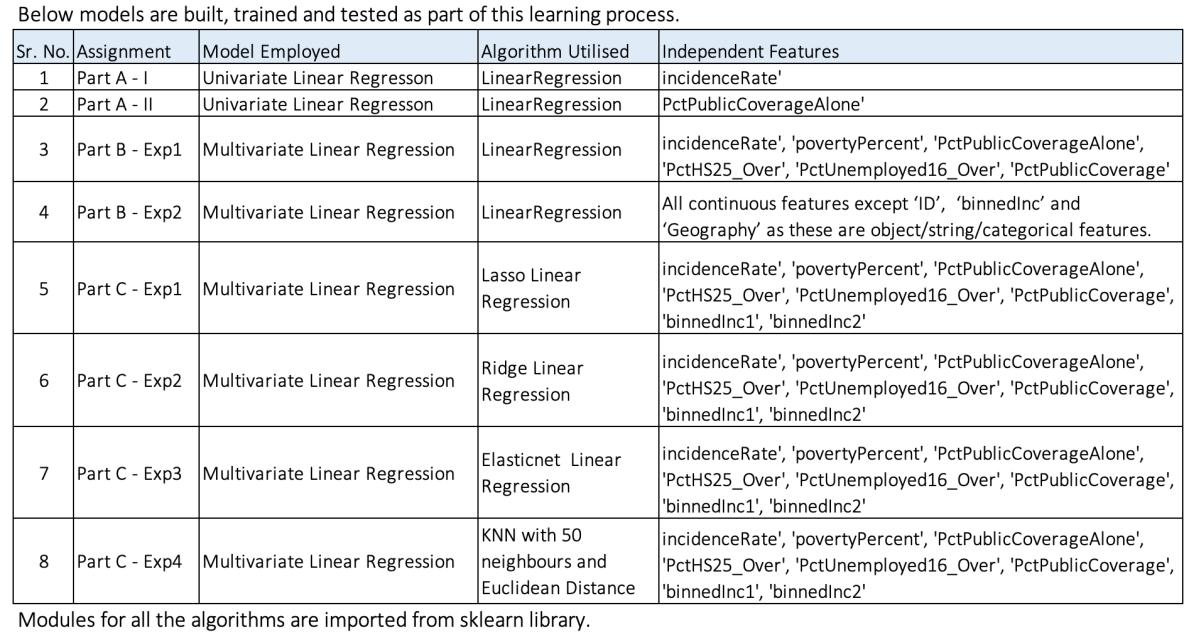 Below models are built, trained and tested as part of this learning process.
Sr. No. Assignment Model Employed Algorithm Utilised Independent Features
1 Part A - I Univariate Linear Regresson LinearRegression incidenceRate'
2 Part A - II Univariate Linear Regresson LinearRegression PctPublicCoverageAlone'
3 Part B - Exp1 Multivariate Linear Regression LinearRegression incidenceRate', 'povertyPercent', 'PctPublicCoverageAlone',
'PctHS25_Over', 'PctUnemployed16_Over', 'PctPublicCoverage'
4 Part B - Exp2 Multivariate Linear Regression LinearRegression All continuous features except ‘ID’, ‘binnedInc’ and
‘Geography’ as these are object/string/categorical features.
5 Part C - Exp1 Multivariate Linear Regression Lasso Linear
Regression
incidenceRate', 'povertyPercent', 'PctPublicCoverageAlone',
'PctHS25_Over', 'PctUnemployed16_Over', 'PctPublicCoverage',
'binnedInc1', 'binnedInc2'
6 Part C - Exp2 Multivariate Linear Regression Ridge Linear
Regression
incidenceRate', 'povertyPercent', 'PctPublicCoverageAlone',
'PctHS25_Over', 'PctUnemployed16_Over', 'PctPublicCoverage',
'binnedInc1', 'binnedInc2'
7 Part C - Exp3 Multivariate Linear Regression Elasticnet Linear
Regression
incidenceRate', 'povertyPercent', 'PctPublicCoverageAlone',
'PctHS25_Over', 'PctUnemployed16_Over', 'PctPublicCoverage',
'binnedInc1', 'binnedInc2'
8 Part C - Exp4 Multivariate Linear Regression KNN with 50
neighbours and
Euclidean Distance
incidenceRate', 'povertyPercent', 'PctPublicCoverageAlone',
'PctHS25_Over', 'PctUnemployed16_Over', 'PctPublicCoverage',
'binnedInc1', 'binnedInc2'
Modules for all the algorithms are imported from sklearn library.